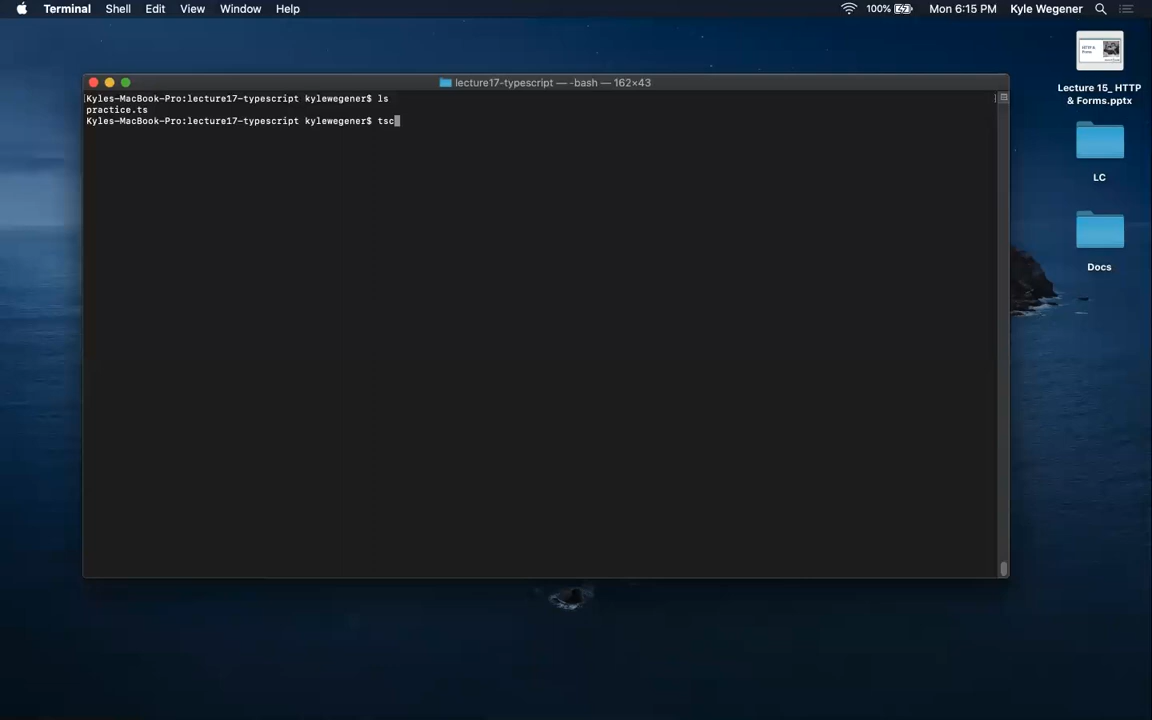 Terminal Shell Edit View Window Help 100% Mon 6:15 PM Kyle Wegener
lecture17-typescript — -bash — 162×43
Kyles-MacBook-Pro:lecture17-typescript kylewegener$ ls
practice.ts
Kyles-MacBook-Pro:lecture17-typescript kylewegener$ tsc
Lecture 15_ HTTP
& Forms.pptx
LC
Docs